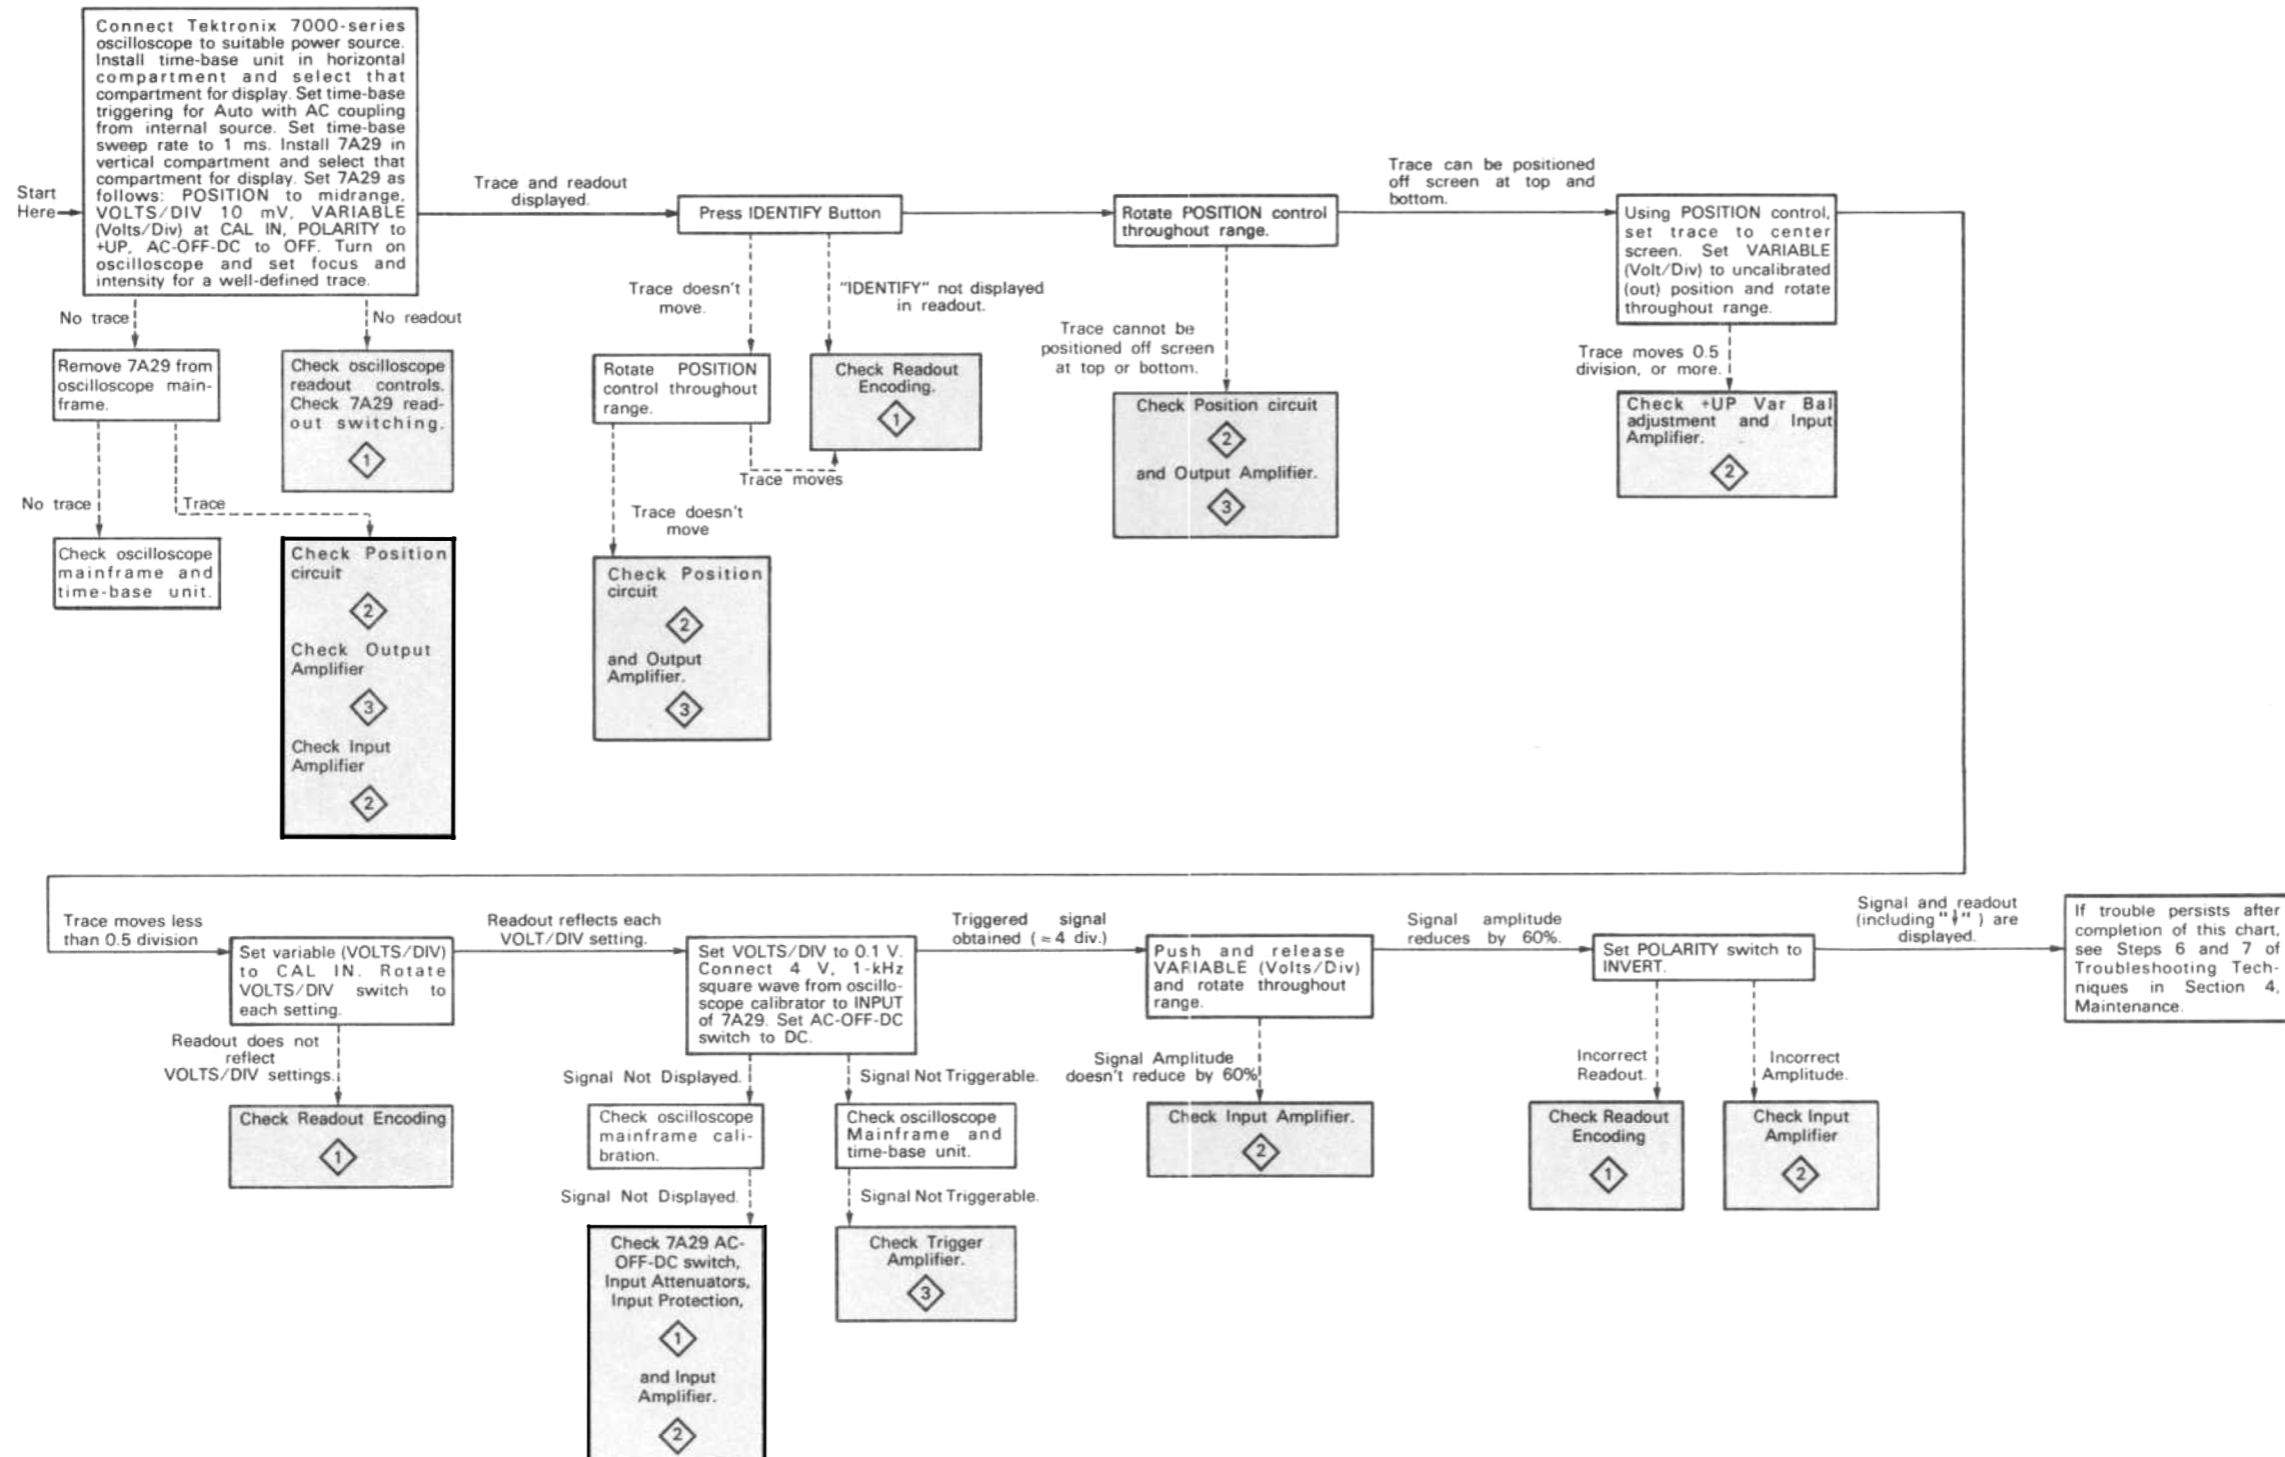 Connect Tektronix 7000-series
oscilloscope to suitable power source.
Install time-base unit in horizontal
compartment and select that
compartment for display. Set time-base
triggering for Auto with AC coupling
from internal source. Set time-base
sweep rate to 1 ms. Install 7A29 in
vertical compartment and select that
compartment for display. Set 7A29 as
follows: POSITION to midrange,
VOLTS/DIV 10 mV, VARIABLE
(Volts/Div) at CAL IN, POLARITY to
+UP, AC-OFF-DC to OFF. Turn on
oscilloscope and set focus and
intensity for a well-defined trace.
Start
Here
Trace and readout
displayed.
Press IDENTIFY Button
Rotate POSITION control
throughout range.
Trace can be positioned
off screen at top and
bottom.
Using POSITION control,
set trace to center
screen. Set VARIABLE
(Volt/Div) to uncalibrated
(out) position and rotate
throughout range.
No trace
No readout
Remove 7A29 from
oscilloscope main-
frame.
Check oscilloscope
readout controls.
Check 7A29 read-
out switching.
1
No trace
Trace
Check oscilloscope
mainframe and
time-base unit.
Check Position
circuit
2
Check Output
Amplifier
3
Check Input
Amplifier
2
Trace doesn't
move.
"IDENTIFY" not displayed
in readout.
Rotate POSITION
control throughout
range.
Check Readout
Encoding.
1
Trace moves
Trace doesn't
move
Check Position
circuit
2
and Output
Amplifier.
3
Trace cannot be
positioned off screen
at top or bottom.
Check Position circuit
2
and Output Amplifier.
3
Trace moves 0.5
division, or more.
Check +UP Var Bal
adjustment and Input
Amplifier.
2
Trace moves less
than 0.5 division
Set variable (VOLTS/DIV)
to CAL IN. Rotate
VOLTS/DIV switch to
each setting.
Readout reflects each
VOLT/DIV setting.
Set VOLTS/DIV to 0.1 V.
Connect 4 V, 1-kHz
square wave from oscillo-
scope calibrator to INPUT
of 7A29. Set AC-OFF-DC
switch to DC.
Triggered signal
obtained (≈4 div.)
Push and release
VARIABLE (Volts/Div)
and rotate throughout
range.
Signal amplitude
reduces by 60%.
Set POLARITY switch to
INVERT.
Signal and readout
(including "↓") are
displayed.
If trouble persists after
completion of this chart,
see Steps 6 and 7 of
Troubleshooting Tech-
niques in Section 4,
Maintenance.
Readout does not
reflect
VOLTS/DIV settings.
Check Readout Encoding
1
Signal Not Displayed.
Signal Not Triggerable.
Check oscilloscope
mainframe cali-
bration.
Check oscilloscope
Mainframe and
time-base unit.
Signal Not Displayed.
Signal Not Triggerable.
Check 7A29 AC-
OFF-DC switch,
Input Attenuators,
Input Protection,
1
and Input
Amplifier.
2
Check Trigger
Amplifier.
3
Signal Amplitude
doesn't reduce by 60%
Check Input Amplifier.
2
Incorrect
Readout.
Incorrect
Amplitude.
Check Readout
Encoding
1
Check Input
Amplifier
2